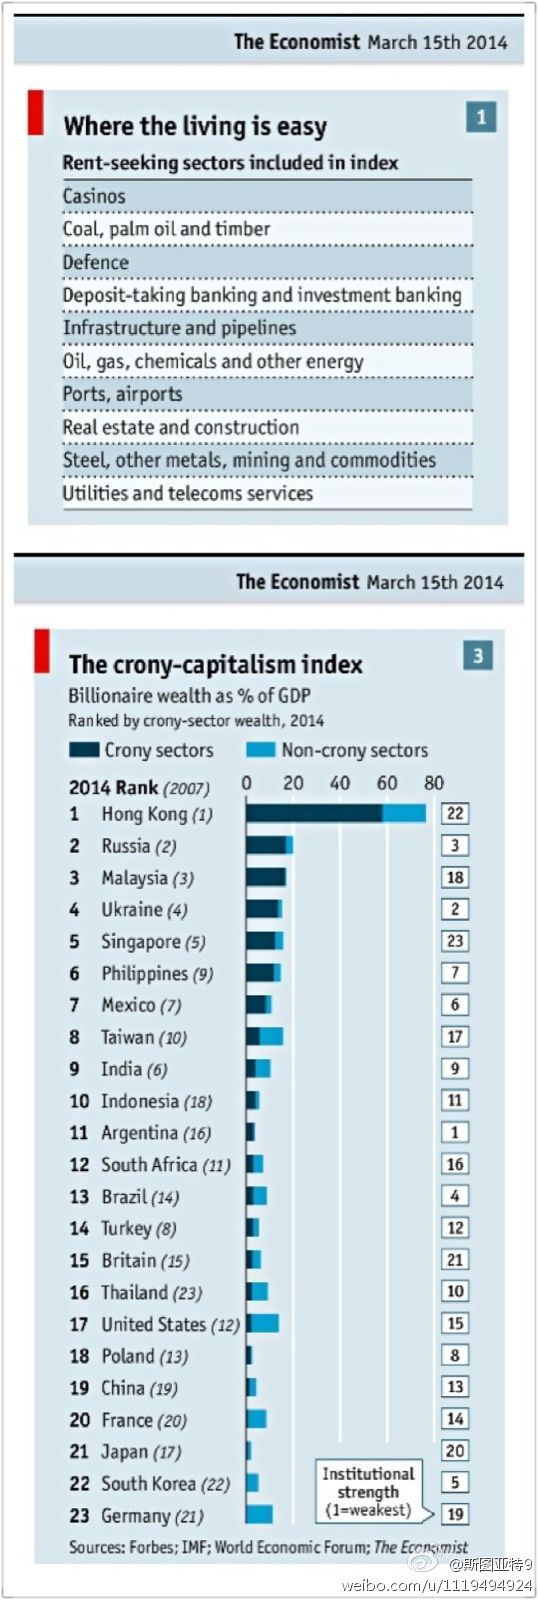 The Economist March 15th 2014
Where the living is easy
1
Rent-seeking sectors included in index
Casinos
Coal, palm oil and timber
Defence
Deposit-taking banking and investment banking
Infrastructure and pipelines
Oil, gas, chemicals and other energy
Ports, airports
Real estate and construction
Steel, other metals, mining and commodities
Utilities and telecoms services
The Economist March 15th 2014
The crony-capitalism index
3
Billionaire wealth as % of GDP
Ranked by crony-sector wealth, 2014
Crony sectors Non-crony sectors
2014 Rank (2007) 0 20 40 60 80
1 Hong Kong (1) 22
2 Russia (2) 3
3 Malaysia (3) 18
4 Ukraine (4) 2
5 Singapore (5) 23
6 Philippines (9) 7
7 Mexico (7) 6
8 Taiwan (10) 17
9 India (6) 9
10 Indonesia (18) 11
11 Argentina (16) 1
12 South Africa (11) 16
13 Brazil (14) 4
14 Turkey (8) 12
15 Britain (15) 21
16 Thailand (23) 10
17 United States (12) 15
18 Poland (13) 8
19 China (19) 13
20 France (20) 14
21 Japan (17) 20
22 South Korea (22) 5
23 Germany (21) 19
Institutional
strength
(1=weakest)
Sources: Forbes; IMF; World Economic Forum; The Economist
@斯图亚特9
weibo.com/u/1119494924